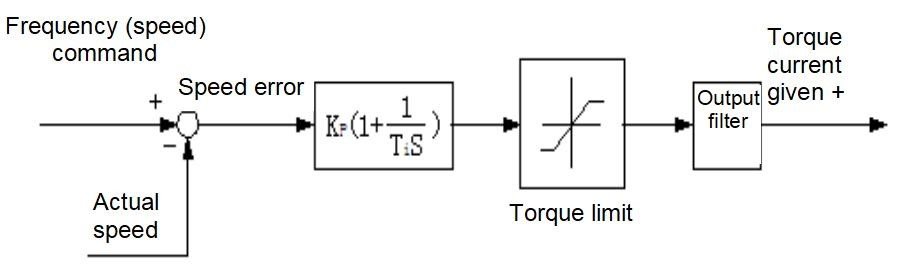 Frequency (speed)
command
+
Speed error
−
Actual
speed
Kₚ(1+1/TᵢS)
Torque limit
Output
filter
Torque
current
given +